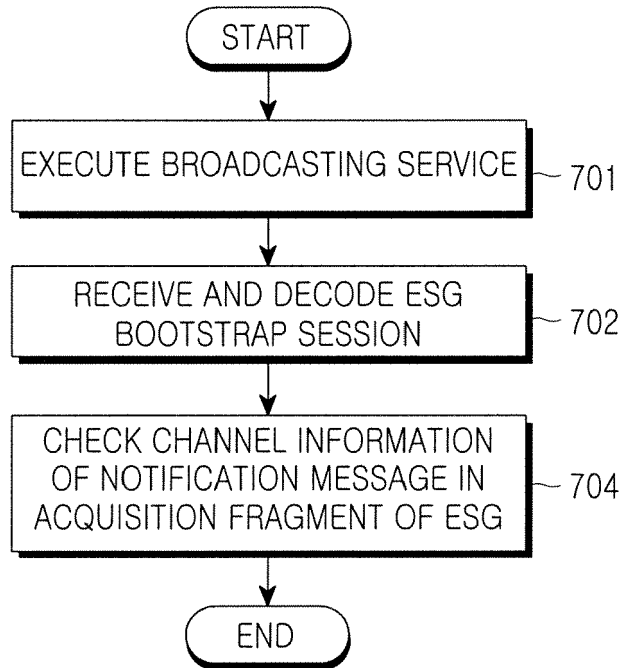 START
EXECUTE BROADCASTING SERVICE
701
RECEIVE AND DECODE ESG
BOOTSTRAP SESSION
702
CHECK CHANNEL INFORMATION
OF NOTIFICATION MESSAGE IN
ACQUISITION FRAGMENT OF ESG
704
END